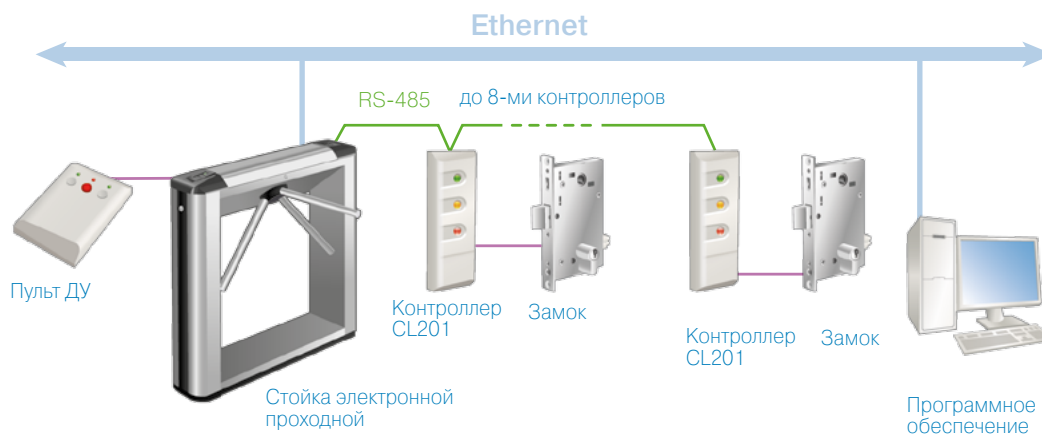 Ethernet
RS-485
до 8-ми контроллеров
Пульт ДУ
Контроллер
CL201
Замок
Контроллер
CL201
Замок
Стойка электронной
проходной
Программное
обеспечение